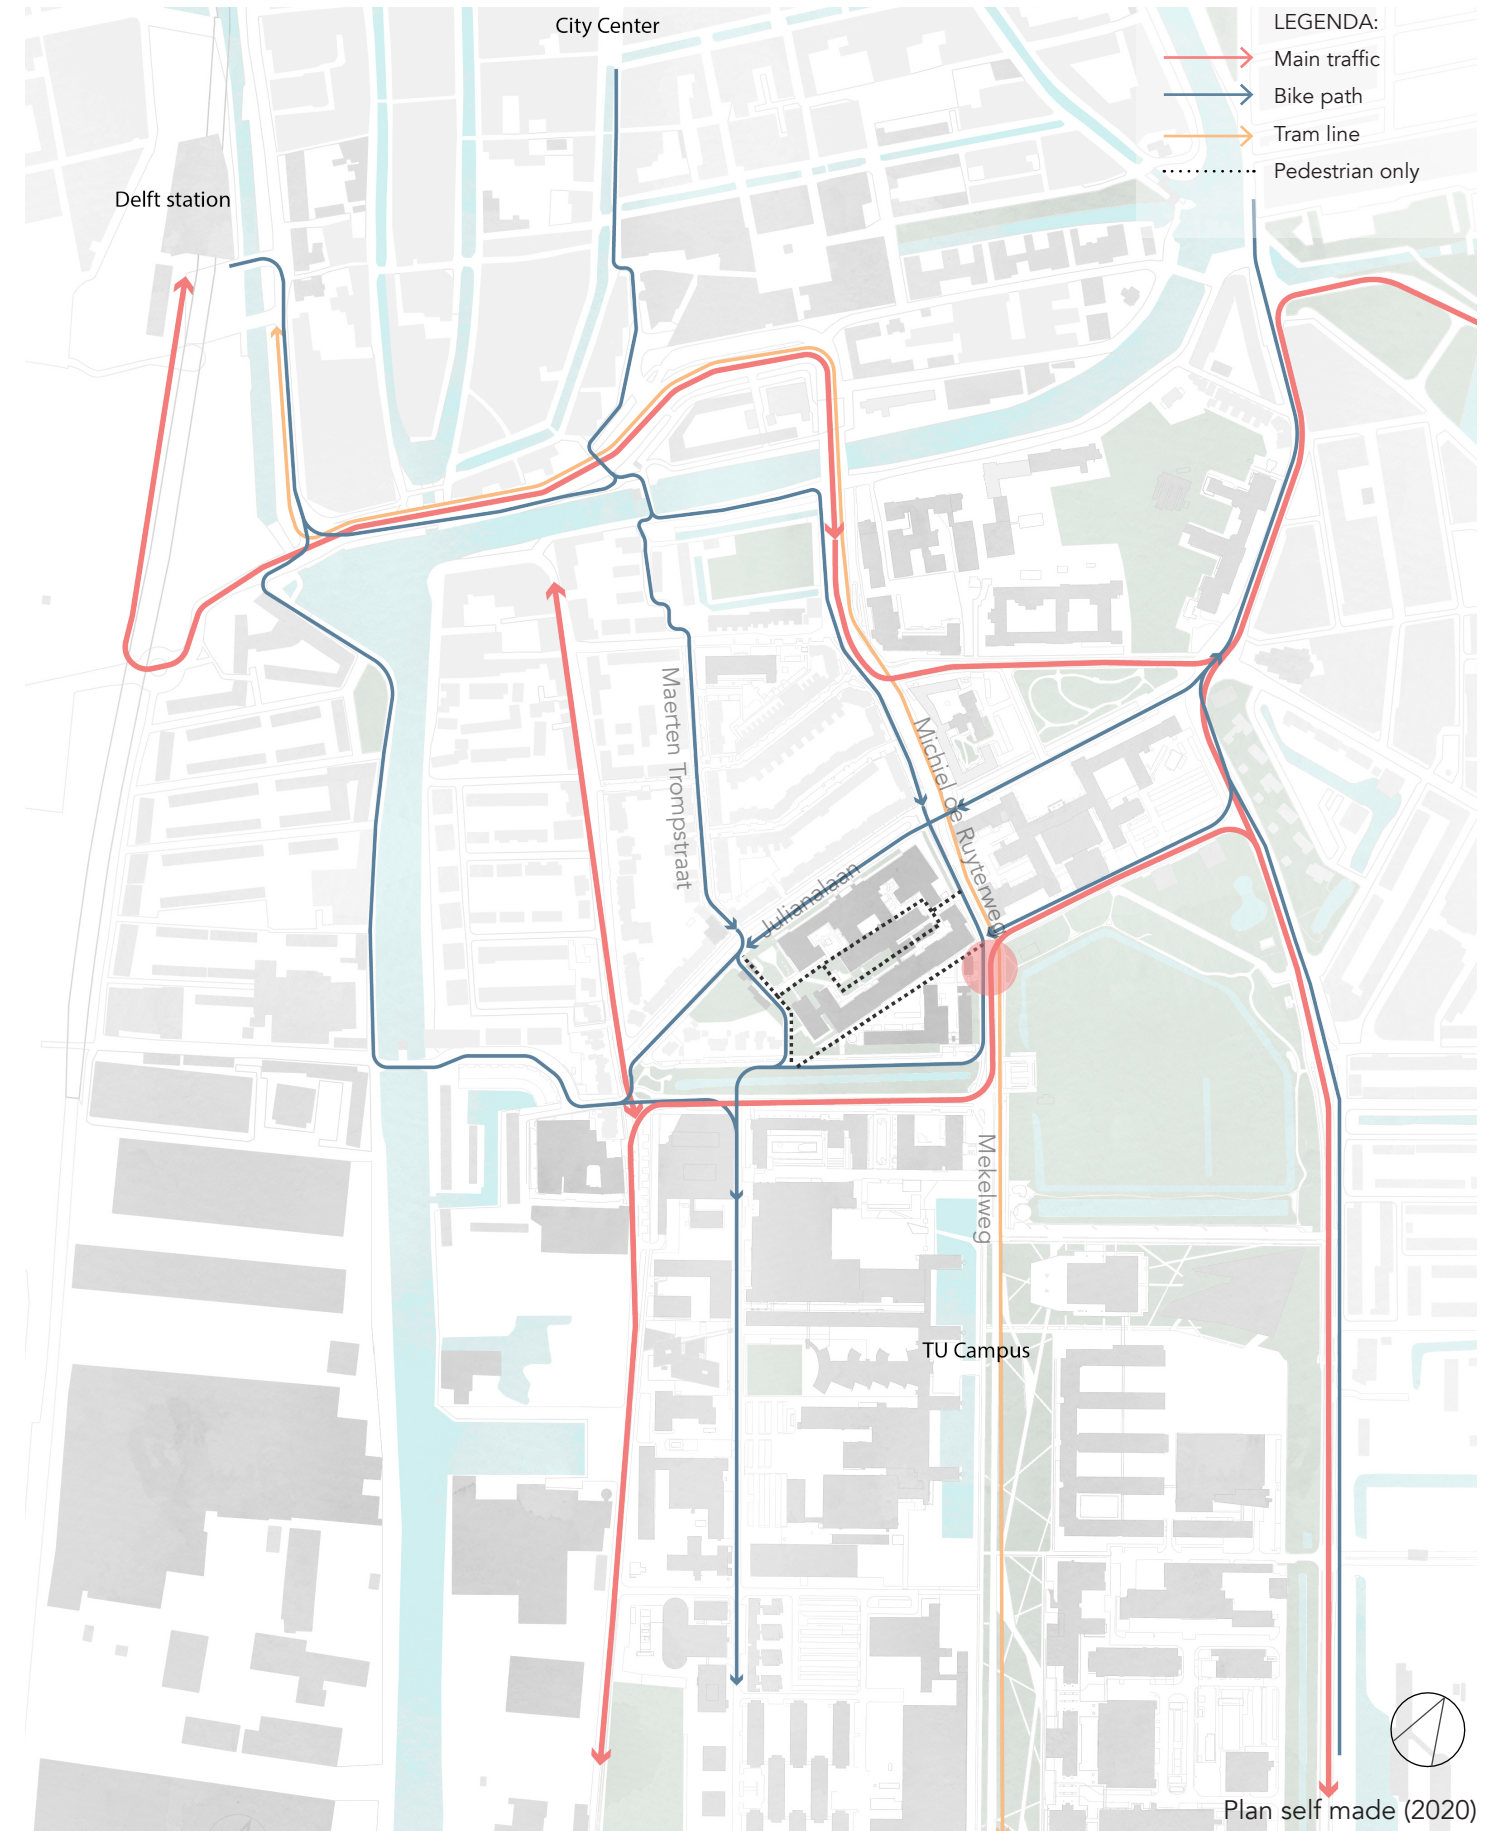 City Center
LEGENDA:
Main traffic
Bike path
Tram line
Pedestrian only
Delft station
Maerten Trompstraat
Michiel de Ruyterweg
Julianalaan
Mekelweg
TU Campus
Plan self made (2020)